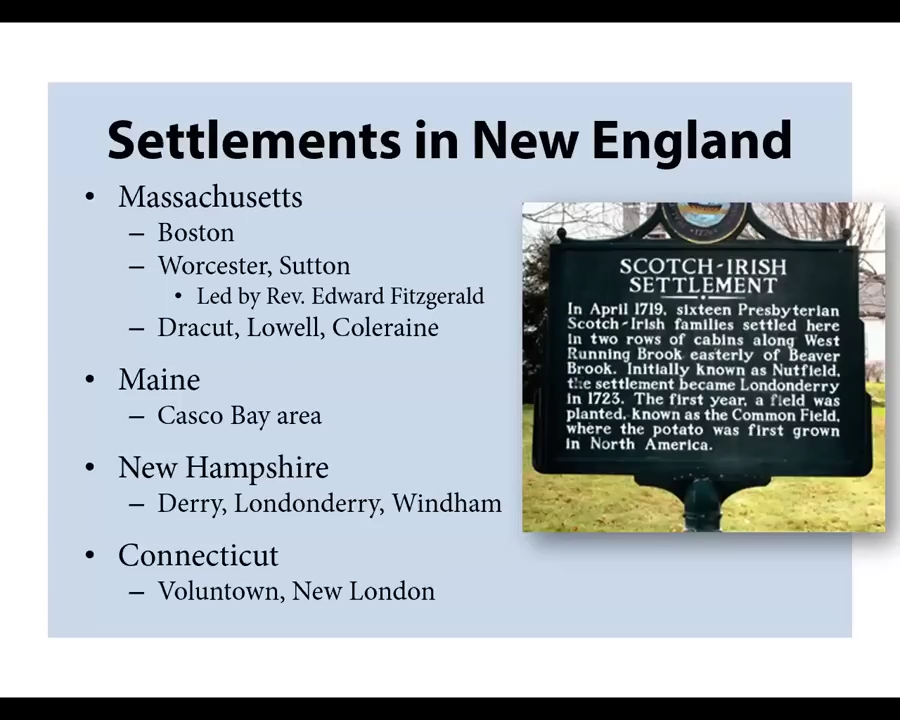 Settlements in New England
• Massachusetts
– Boston
– Worcester, Sutton
• Led by Rev. Edward Fitzgerald
– Dracut, Lowell, Coleraine
• Maine
– Casco Bay area
• New Hampshire
– Derry, Londonderry, Windham
• Connecticut
– Voluntown, New London
SCOTCH-IRISH
SETTLEMENT
In April 1719, sixteen Presbyterian
Scotch-Irish families settled here
in two rows of cabins along West
Running Brook easterly of Beaver
Brook. Initially known as Nutfield,
the settlement became Londonderry
in 1723. The first year, a field was
planted, known as the Common Field,
where the potato was first grown
in North America.